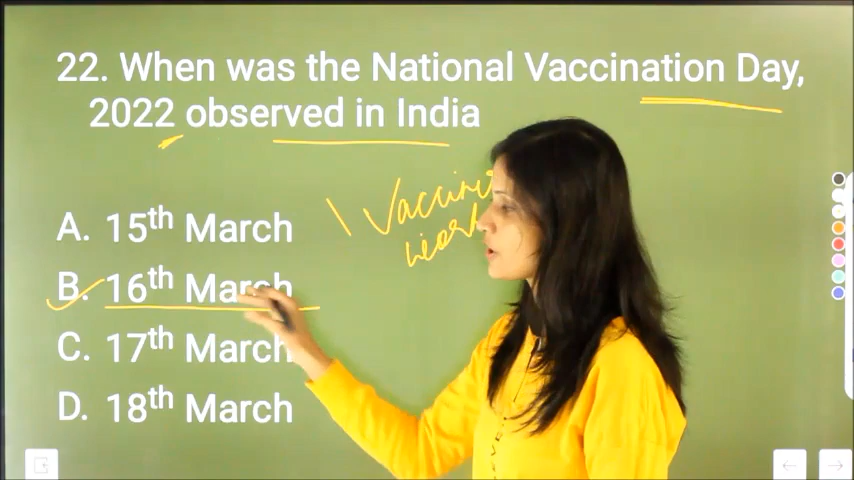 22. When was the National Vaccination Day,
2022 observed in India
A. 15th March
B. 16th March
C. 17th March
D. 18th March